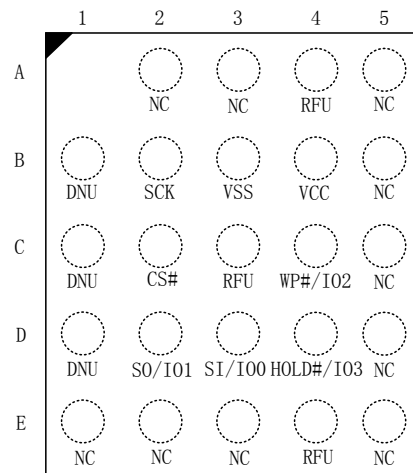 1 2 3 4 5
A
NC NC RFU NC
B
DNU SCK VSS VCC NC
C
DNU CS# RFU WP#/IO2 NC
D
DNU SO/IO1 SI/IO0 HOLD#/IO3 NC
E
NC NC NC RFU NC